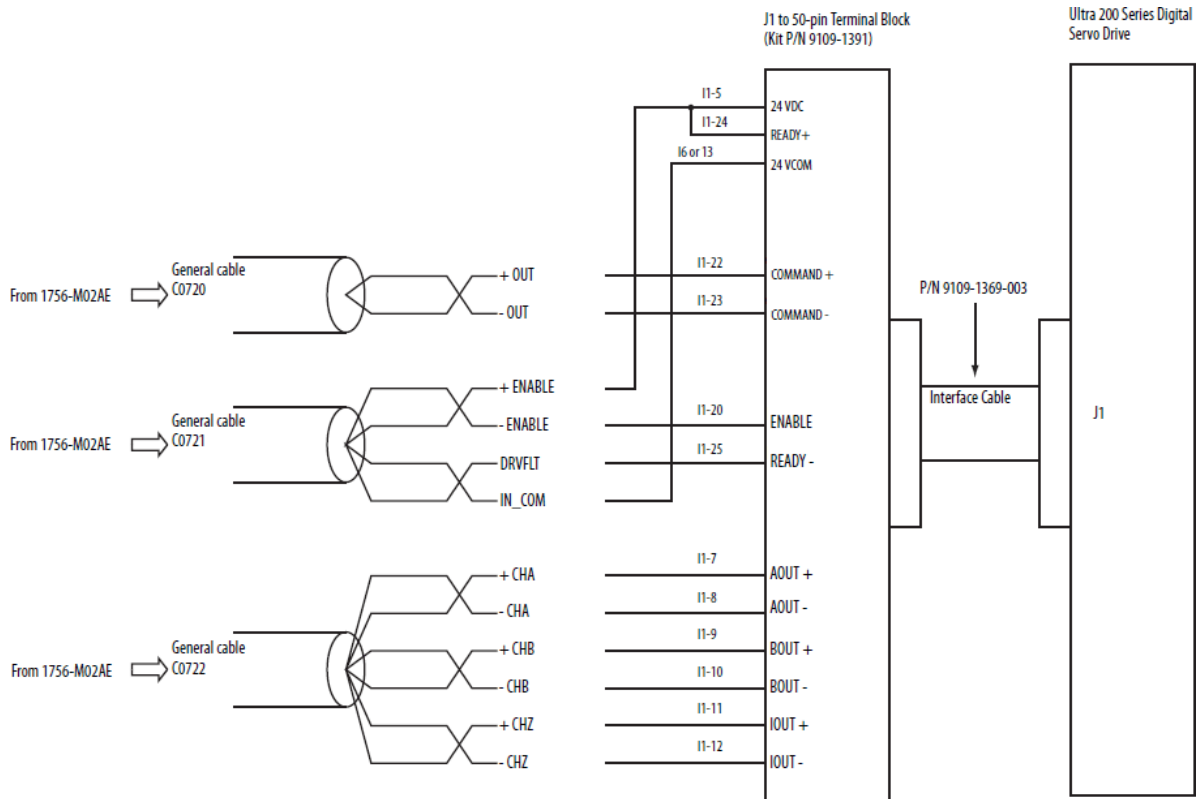 J1 to 50-pin Terminal Block
(Kit P/N 9109-1391)
Ultra 200 Series Digital
Servo Drive
I1-5
24 VDC
I1-24
READY+
I6 or 13
24 VCOM
From 1756-M02AE
General cable
C0720
+ OUT
- OUT
I1-22
COMMAND +
I1-23
COMMAND -
P/N 9109-1369-003
Interface Cable
J1
From 1756-M02AE
General cable
C0721
+ ENABLE
- ENABLE
DRVFLT
IN_COM
I1-20
ENABLE
I1-25
READY -
From 1756-M02AE
General cable
C0722
+ CHA
- CHA
+ CHB
- CHB
+ CHZ
- CHZ
I1-7
AOUT +
I1-8
AOUT -
I1-9
BOUT +
I1-10
BOUT -
I1-11
IOUT +
I1-12
IOUT -